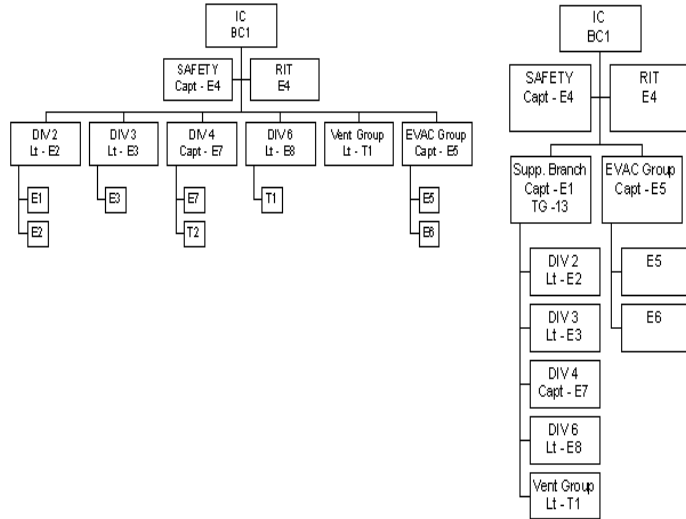 IC
BC1
SAFETY
Capt - E4
RIT
E4
DIV 2
Lt - E2
DIV 3
Lt - E3
DIV 4
Capt - E7
DIV 6
Lt - E8
Vent Group
Lt - T1
EVAC Group
Capt - E5
E1
E2
E3
E7
T2
T1
E5
E6
IC
BC1
SAFETY
Capt - E4
RIT
E4
Supp. Branch
Capt - E1
TG -13
EVAC Group
Capt - E5
DIV 2
Lt - E2
DIV 3
Lt - E3
DIV 4
Capt - E7
DIV 6
Lt - E8
Vent Group
Lt - T1
E5
E6